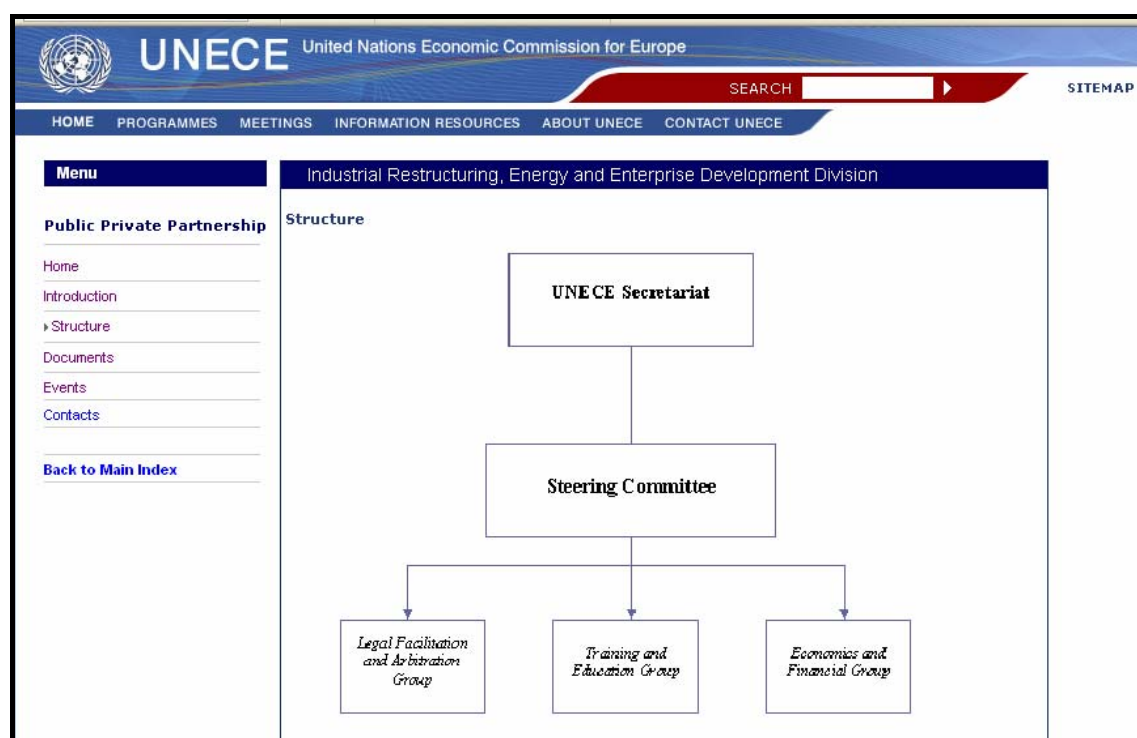 UNECE United Nations Economic Commission for Europe
SEARCH
SITEMAP
HOME PROGRAMMES MEETINGS INFORMATION RESOURCES ABOUT UNECE CONTACT UNECE
Menu
Industrial Restructuring, Energy and Enterprise Development Division
Public Private Partnership
Home
Introduction
Structure
Documents
Events
Contacts
Back to Main Index
Structure
UNECE Secretariat
Steering Committee
Legal Facilitation
and Arbitration
Group
Training and
Education Group
Economics and
Financial Group